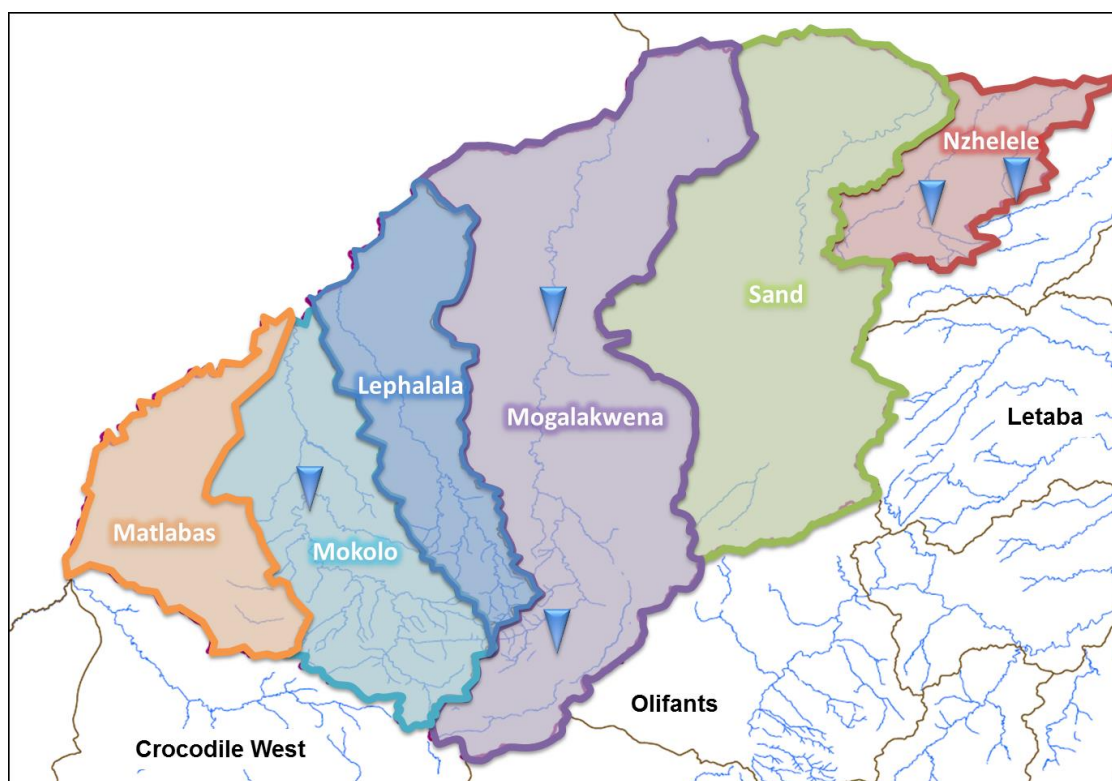 Nzhelele
Sand
Lephalala
Mogalakwena
Letaba
Matlabas
Mokolo
Olifants
Crocodile West